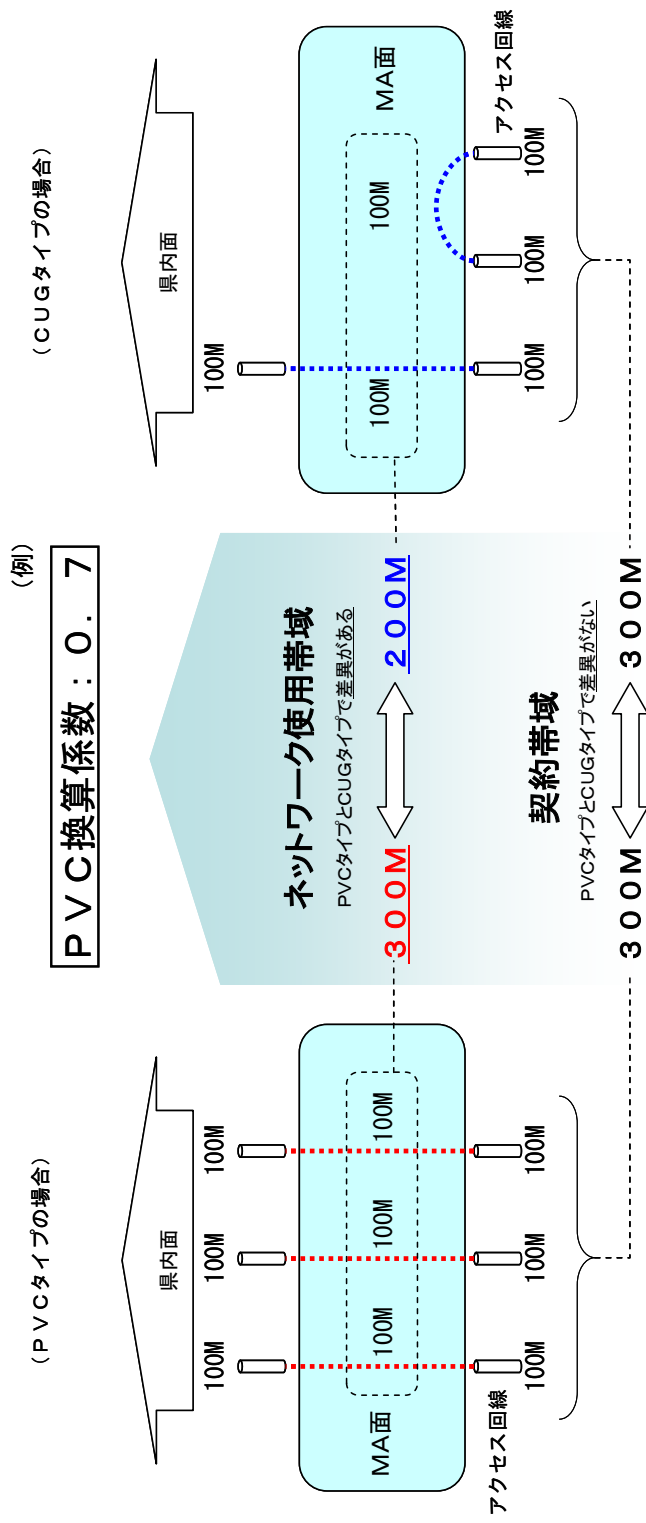 (例)
ＰＶＣ換算係数：０．７
(ＰＶＣタイプの場合)
県内面
100M
100M
100M
MA面
100M
100M
100M
アクセス回線
100M
100M
100M
ネットワーク使用帯域
PVCタイプとCUGタイプで差異がある
３００Ｍ
２００Ｍ
契約帯域
PVCタイプとCUGタイプで差異がない
３００Ｍ
３００Ｍ
(ＣＵＧタイプの場合)
県内面
100M
MA面
100M
100M
アクセス回線
100M
100M
100M